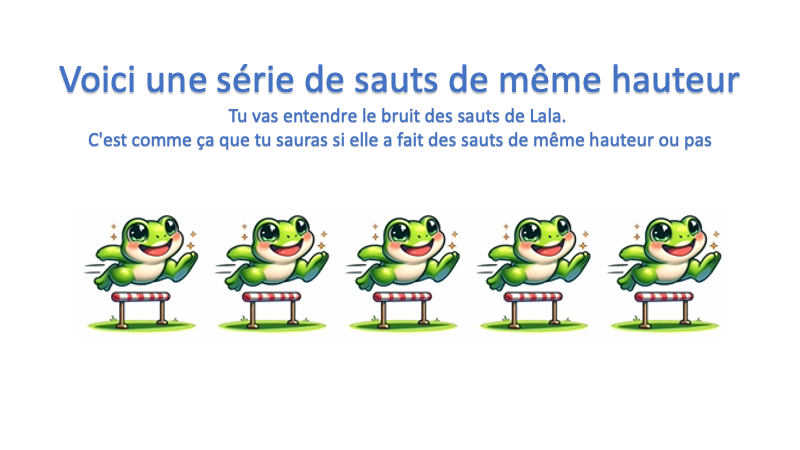 Voici une série de sauts de même hauteur
Tu vas entendre le bruit des sauts de Lala.
C'est comme ça que tu sauras si elle a fait des sauts de même hauteur ou pas